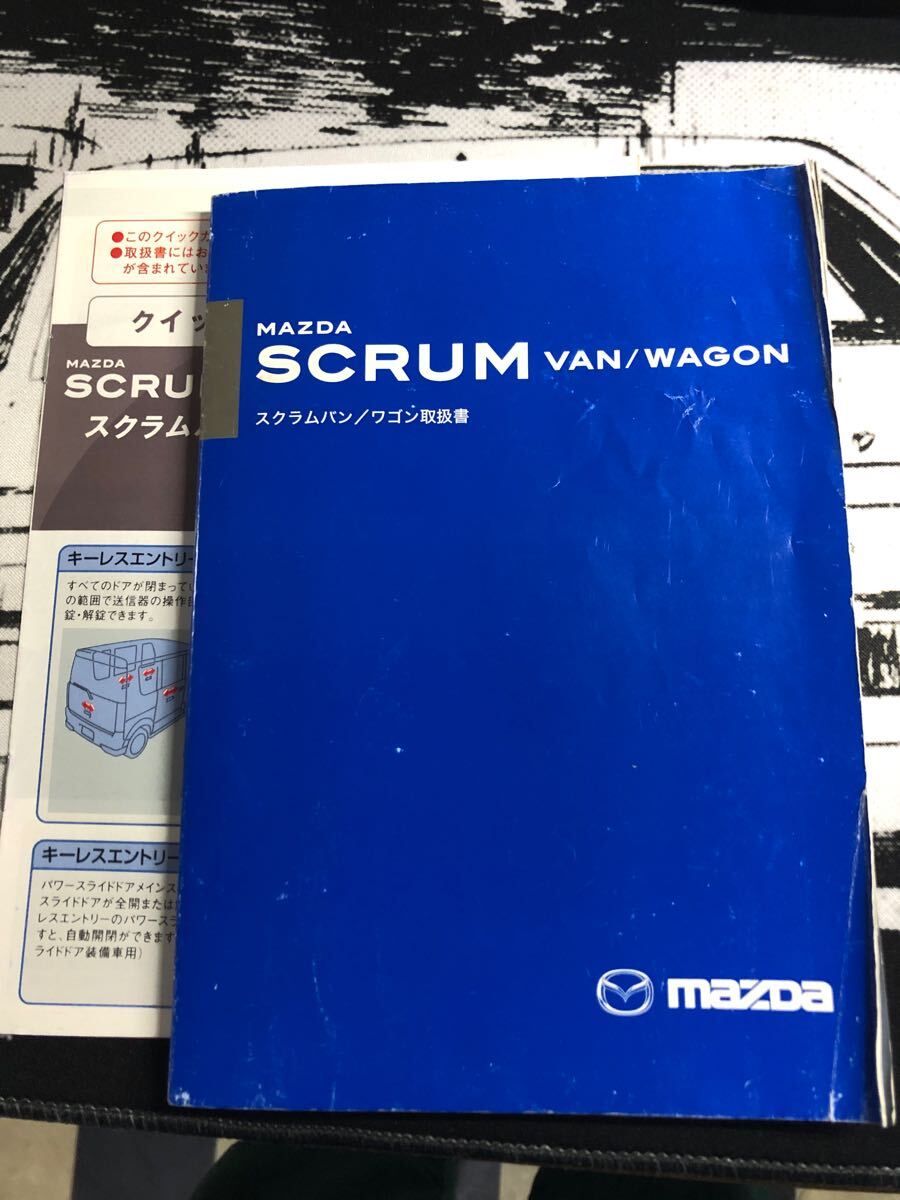 ●このクイックガ
●取扱書にはお
が含まれていま
クイッ
MAZDA
SCRU
スクラム
キーレスエントリー
すべてのドアが閉まってい
の範囲で送信器の操作
錠・解錠できます。
キーレスエントリー
パワースライドドアメインス
スライドドアが全開または
レスエントリーのパワースラ
すと、自動開閉ができます
ライドドア装備車用)
MAZDA
SCRUM VAN/WAGON
スクラムバン/ワゴン取扱書
mazda